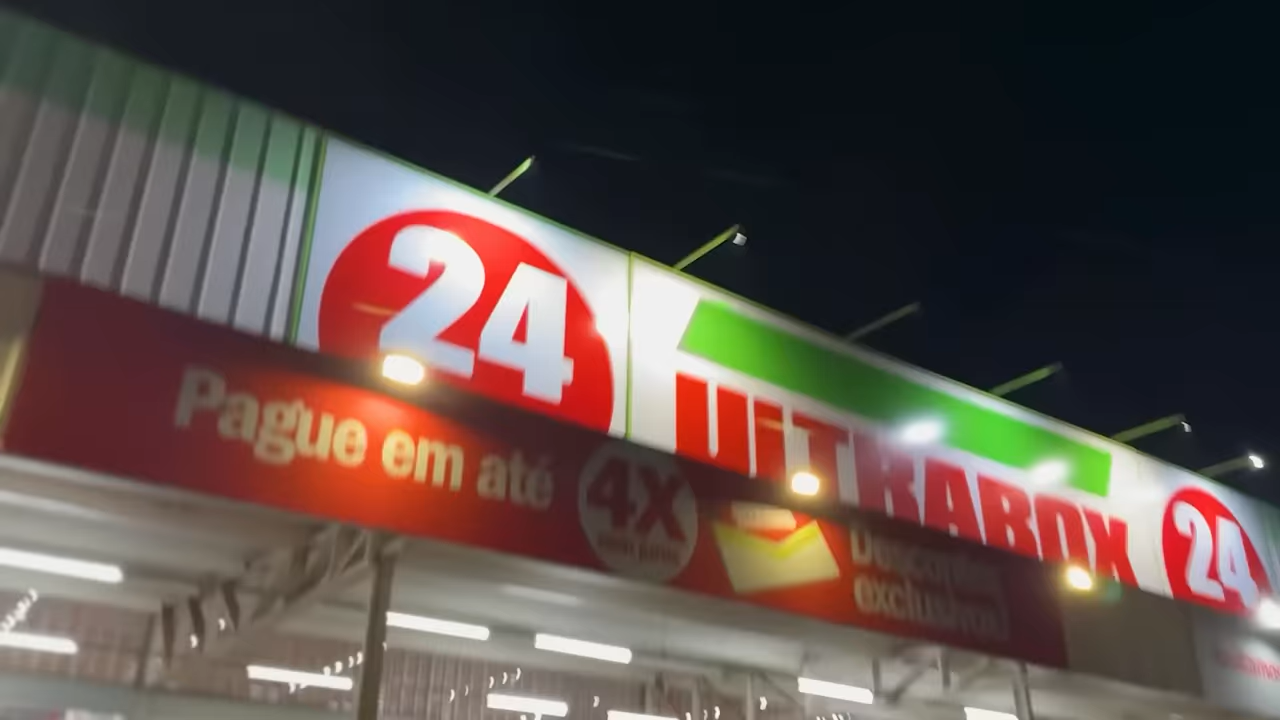 24
ULTRABOX
24
Pague em até
4X
Descontos
exclusivos!